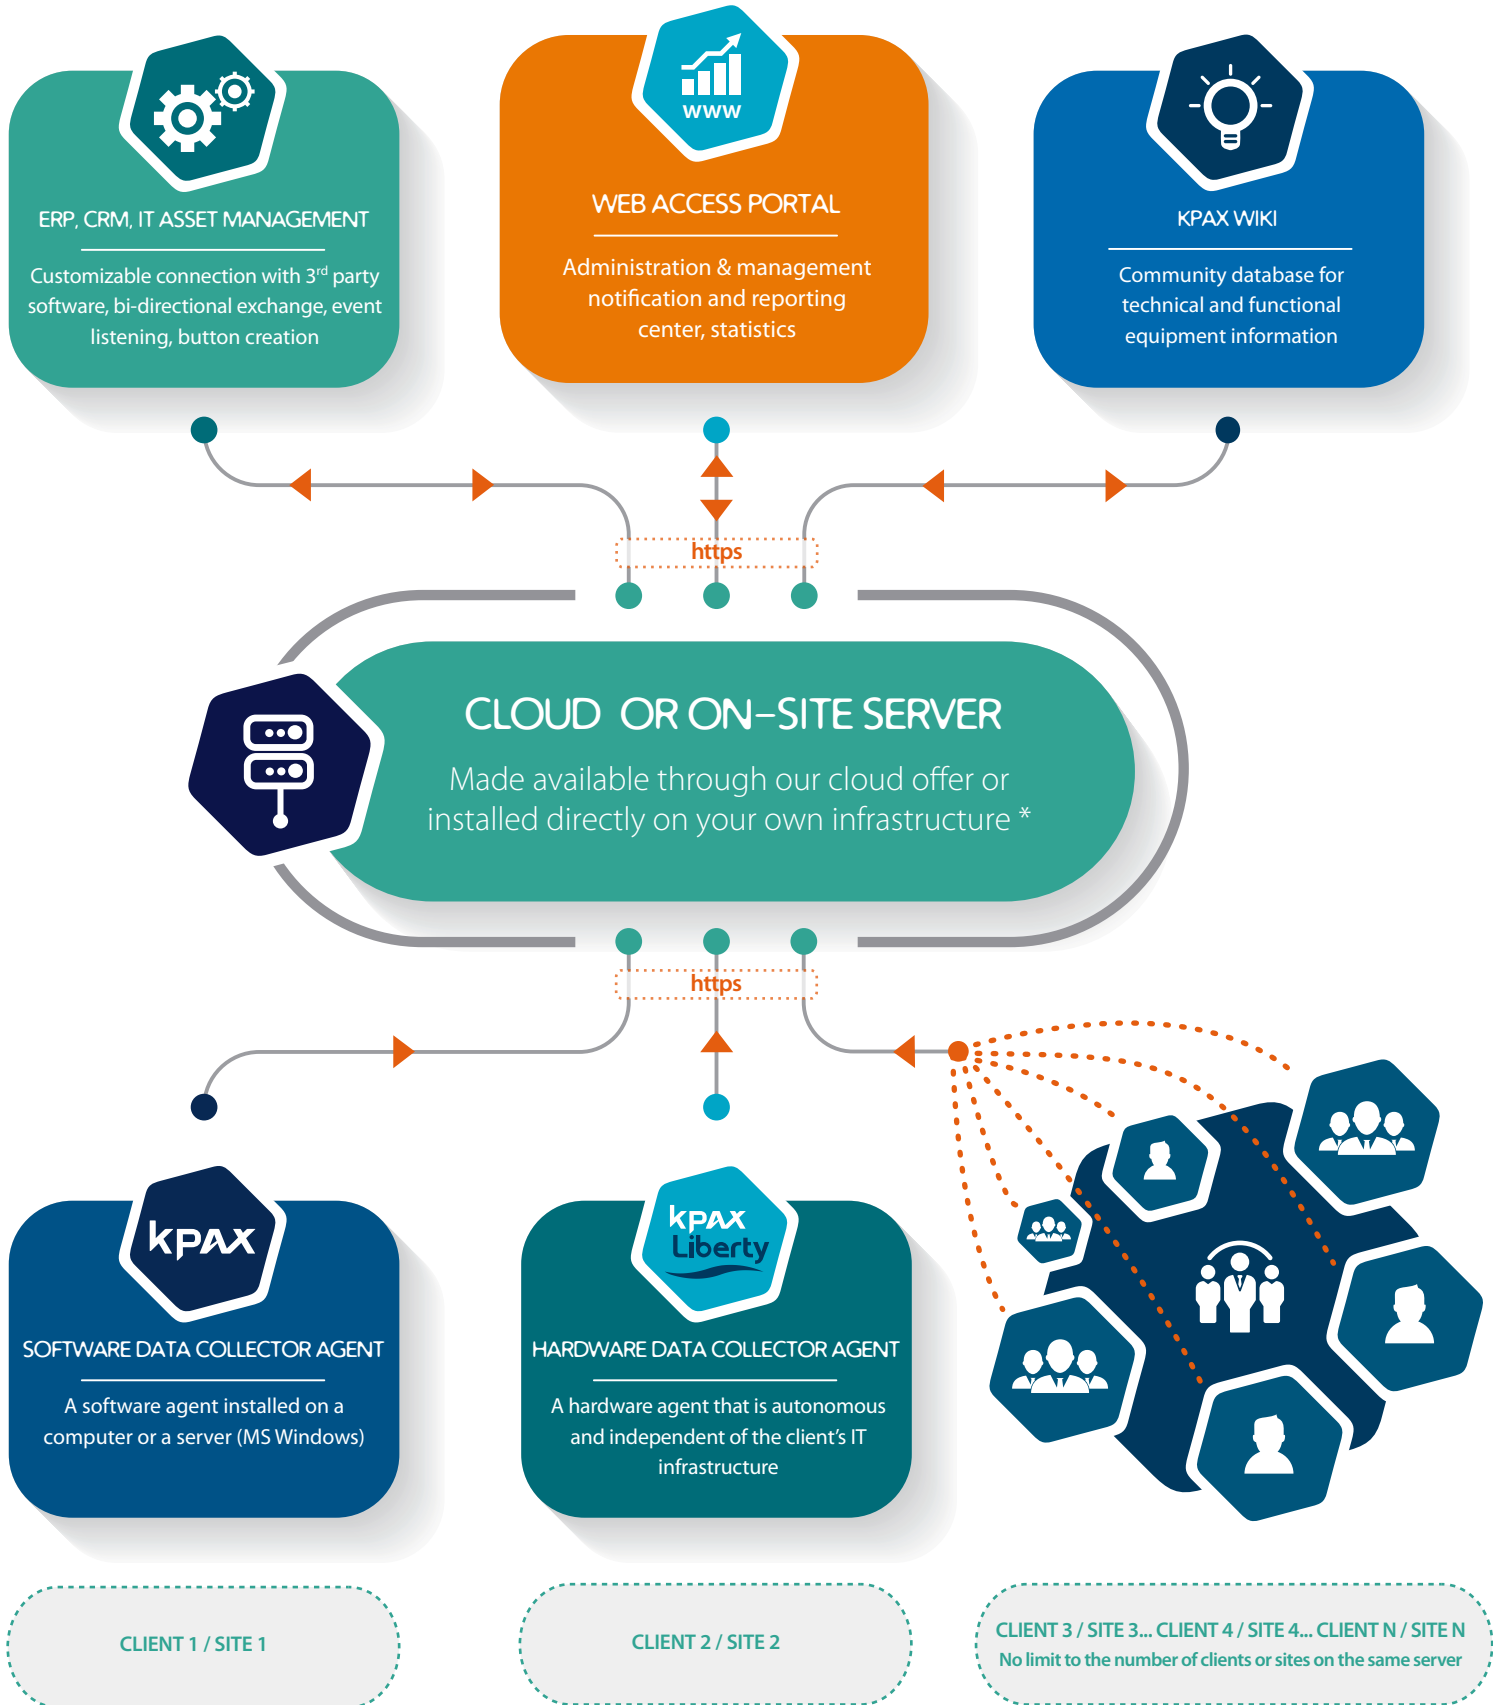 www
ERP, CRM, IT ASSET MANAGEMENT
Customizable connection with 3rd party
software, bi-directional exchange, event
listening, button creation
WEB ACCESS PORTAL
Administration & management
notification and reporting
center, statistics
KPAX WIKI
Community database for
technical and functional
equipment information
https
CLOUD OR ON-SITE SERVER
Made available through our cloud offer or
installed directly on your own infrastructure *
https
kpax
SOFTWARE DATA COLLECTOR AGENT
A software agent installed on a
computer or a server (MS Windows)
kpax
Liberty
HARDWARE DATA COLLECTOR AGENT
A hardware agent that is autonomous
and independent of the client's IT
infrastructure
CLIENT 1 / SITE 1
CLIENT 2 / SITE 2
CLIENT 3 / SITE 3... CLIENT 4 / SITE 4... CLIENT N / SITE N
No limit to the number of clients or sites on the same server